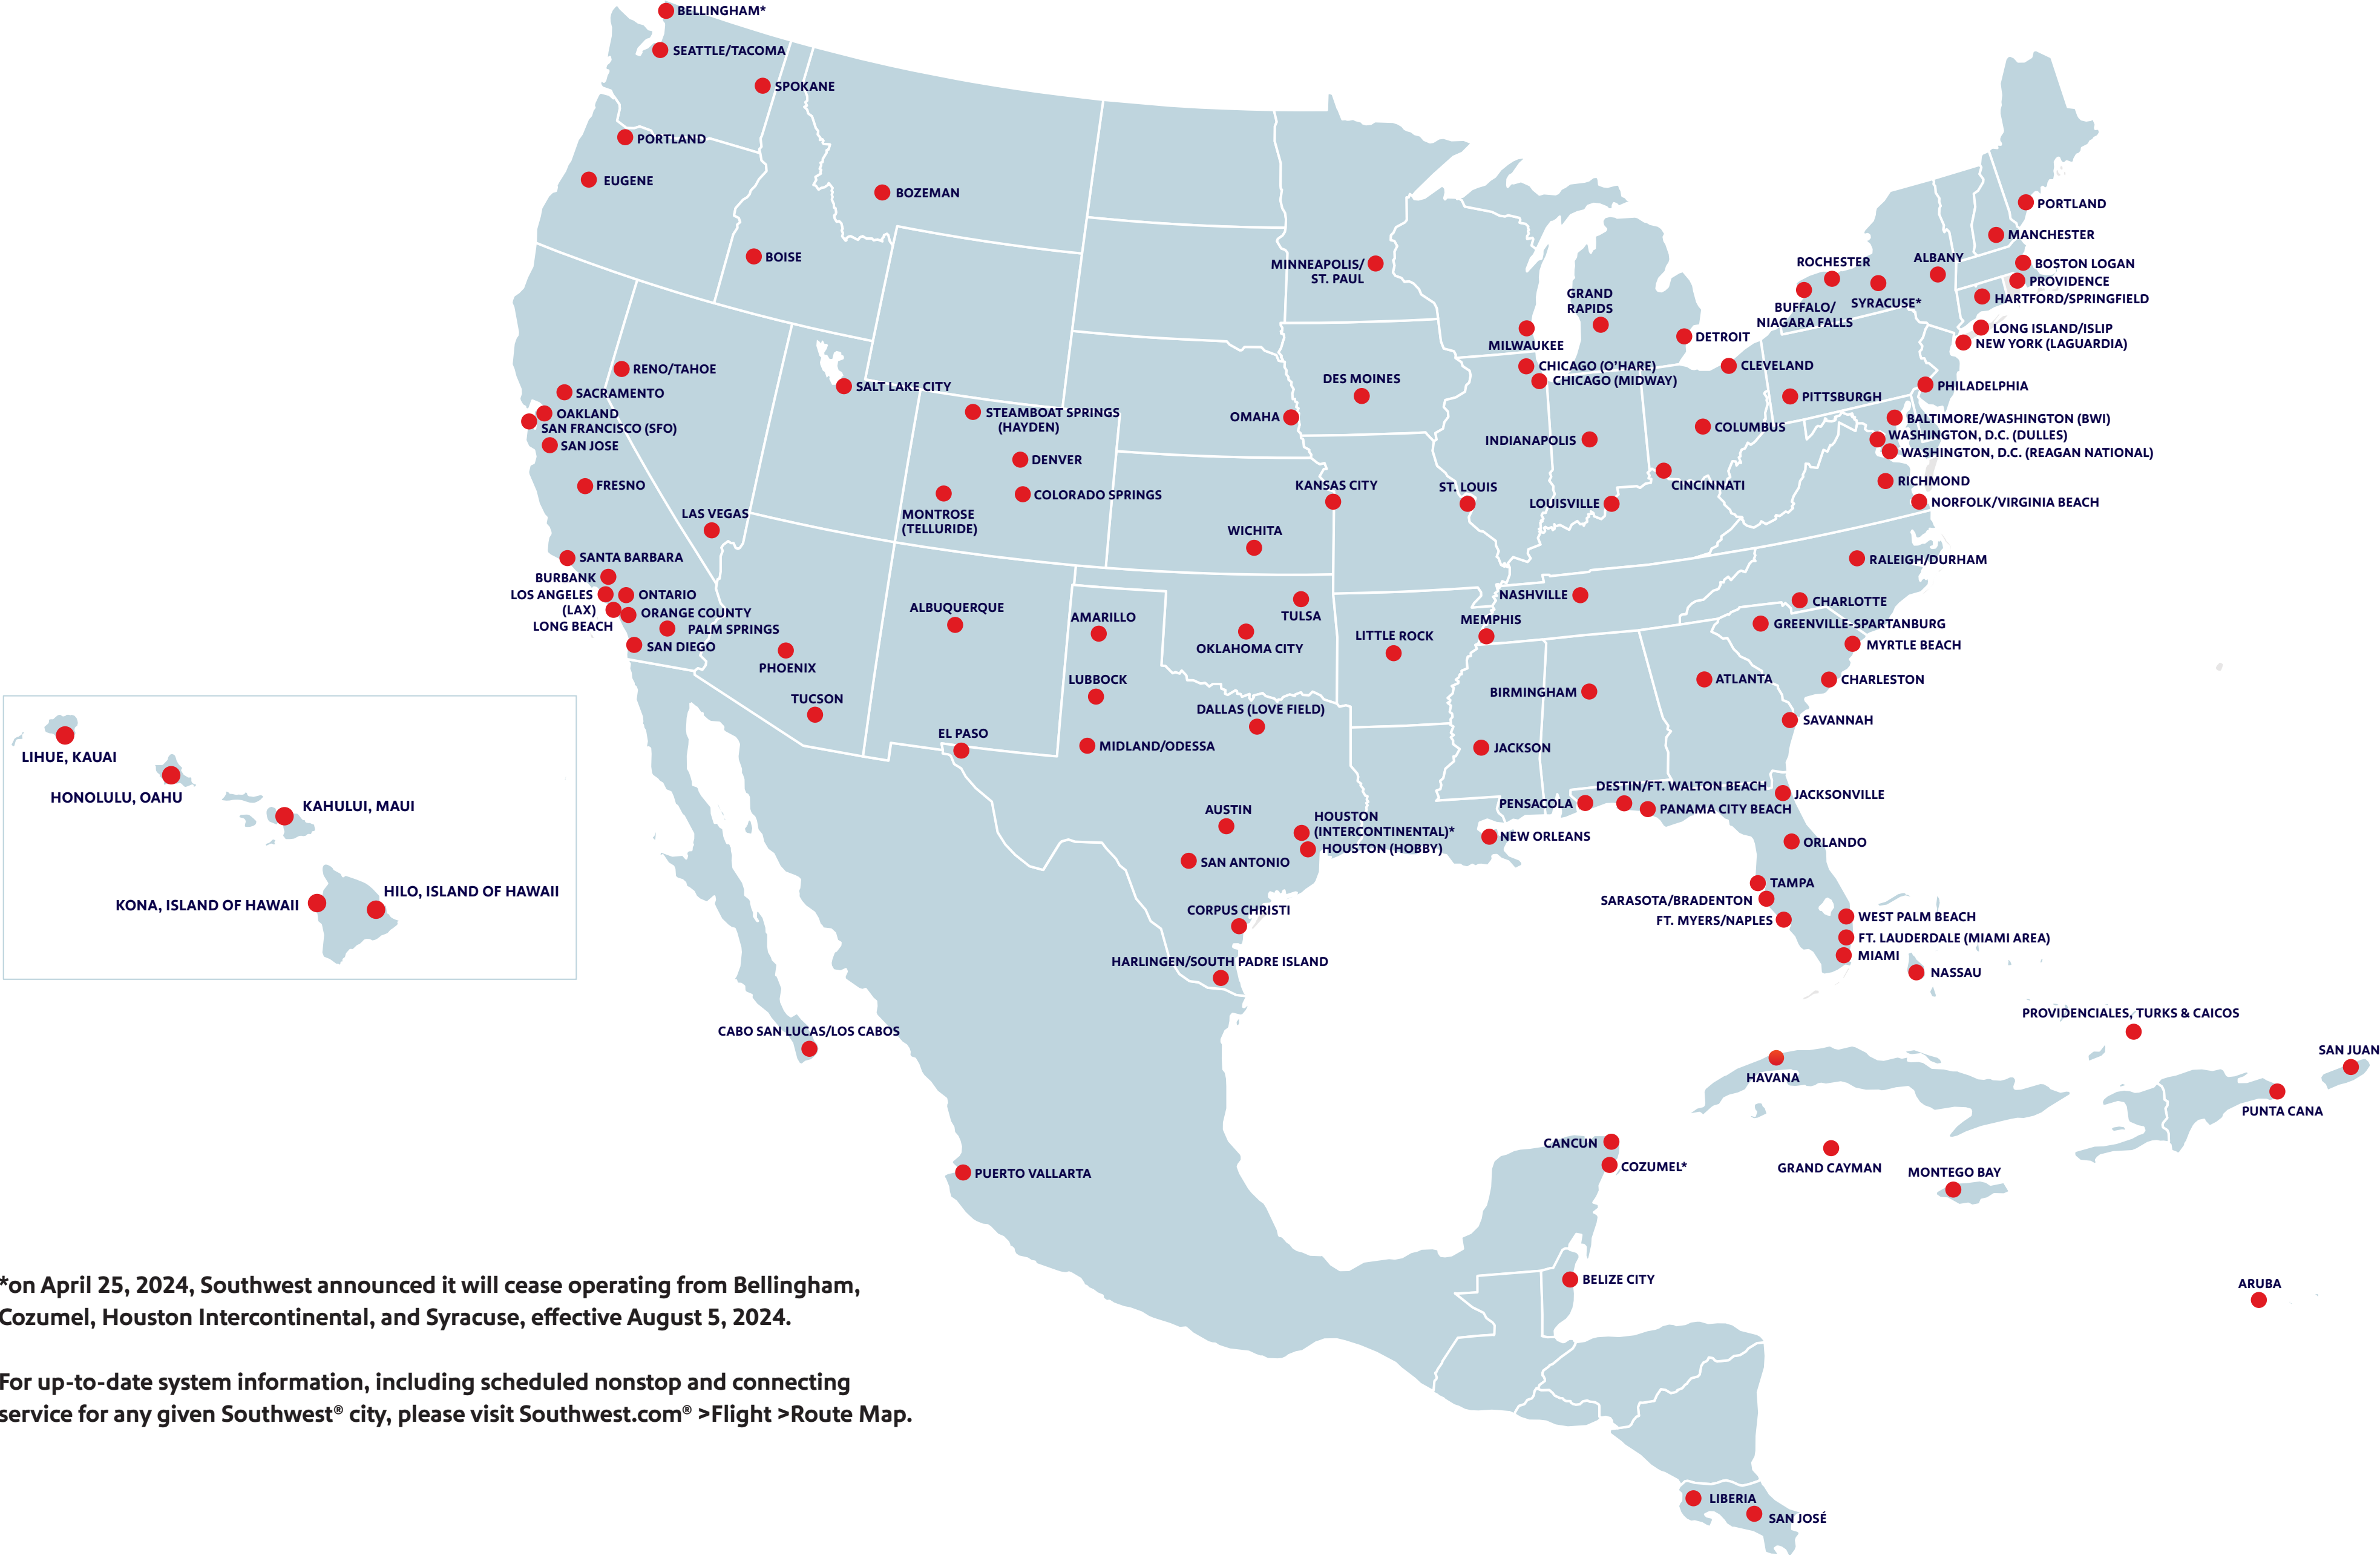 BELLINGHAM*
SEATTLE/TACOMA
SPOKANE
PORTLAND
EUGENE
BOZEMAN
BOISE
MINNEAPOLIS/
ST. PAUL
GRAND
RAPIDS
MILWAUKEE
DETROIT
ROCHESTER
BUFFALO/
NIAGARA FALLS
SYRACUSE*
ALBANY
PORTLAND
MANCHESTER
BOSTON LOGAN
PROVIDENCE
HARTFORD/SPRINGFIELD
LONG ISLAND/ISLIP
NEW YORK (LAGUARDIA)
RENO/TAHOE
SACRAMENTO
OAKLAND
SAN FRANCISCO (SFO)
SAN JOSE
FRESNO
SALT LAKE CITY
STEAMBOAT SPRINGS
(HAYDEN)
DENVER
COLORADO SPRINGS
MONTROSE
(TELLURIDE)
LAS VEGAS
OMAHA
DES MOINES
CHICAGO (O'HARE)
CHICAGO (MIDWAY)
CLEVELAND
PITTSBURGH
PHILADELPHIA
COLUMBUS
INDIANAPOLIS
CINCINNATI
LOUISVILLE
ST. LOUIS
KANSAS CITY
WICHITA
BALTIMORE/WASHINGTON (BWI)
WASHINGTON, D.C. (DULLES)
WASHINGTON, D.C. (REAGAN NATIONAL)
RICHMOND
NORFOLK/VIRGINIA BEACH
SANTA BARBARA
BURBANK
LOS ANGELES
(LAX)
ONTARIO
ORANGE COUNTY
LONG BEACH
PALM SPRINGS
SAN DIEGO
PHOENIX
TUCSON
ALBUQUERQUE
AMARILLO
LUBBOCK
TULSA
OKLAHOMA CITY
LITTLE ROCK
MEMPHIS
NASHVILLE
RALEIGH/DURHAM
CHARLOTTE
GREENVILLE-SPARTANBURG
MYRTLE BEACH
CHARLESTON
ATLANTA
BIRMINGHAM
SAVANNAH
JACKSON
DALLAS (LOVE FIELD)
EL PASO
MIDLAND/ODESSA
AUSTIN
SAN ANTONIO
HOUSTON
(INTERCONTINENTAL)*
HOUSTON (HOBBY)
CORPUS CHRISTI
HARLINGEN/SOUTH PADRE ISLAND
NEW ORLEANS
PENSACOLA
DESTIN/FT. WALTON BEACH
PANAMA CITY BEACH
JACKSONVILLE
ORLANDO
TAMPA
SARASOTA/BRADENTON
FT. MYERS/NAPLES
WEST PALM BEACH
FT. LAUDERDALE (MIAMI AREA)
MIAMI
NASSAU
LIHUE, KAUAI
HONOLULU, OAHU
KAHULUI, MAUI
KONA, ISLAND OF HAWAII
HILO, ISLAND OF HAWAII
CABO SAN LUCAS/LOS CABOS
PUERTO VALLARTA
PROVIDENCIALES, TURKS & CAICOS
SAN JUAN
HAVANA
PUNTA CANA
CANCUN
COZUMEL*
GRAND CAYMAN
MONTEGO BAY
BELIZE CITY
ARUBA
LIBERIA
SAN JOSÉ
*on April 25, 2024, Southwest announced it will cease operating from Bellingham,
Cozumel, Houston Intercontinental, and Syracuse, effective August 5, 2024.
For up-to-date system information, including scheduled nonstop and connecting
service for any given Southwest® city, please visit Southwest.com® >Flight >Route Map.